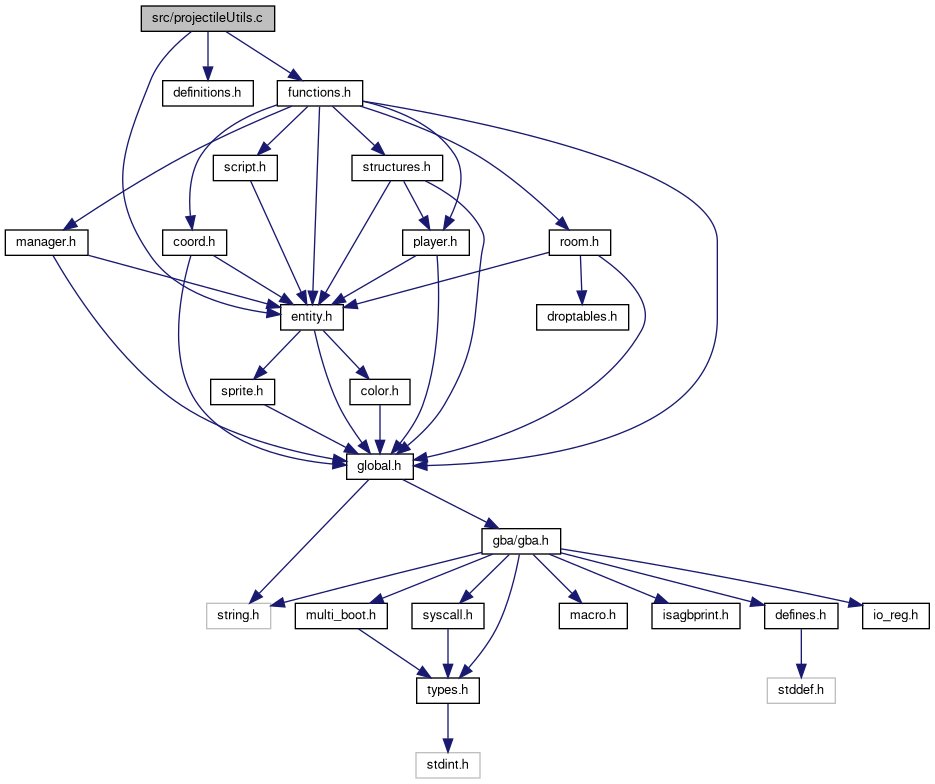 src/projectileUtils.c
definitions.h
functions.h
script.h
structures.h
manager.h
coord.h
player.h
room.h
entity.h
droptables.h
sprite.h
color.h
global.h
gba/gba.h
string.h
multi_boot.h
syscall.h
macro.h
isagbprint.h
defines.h
io_reg.h
types.h
stddef.h
stdint.h